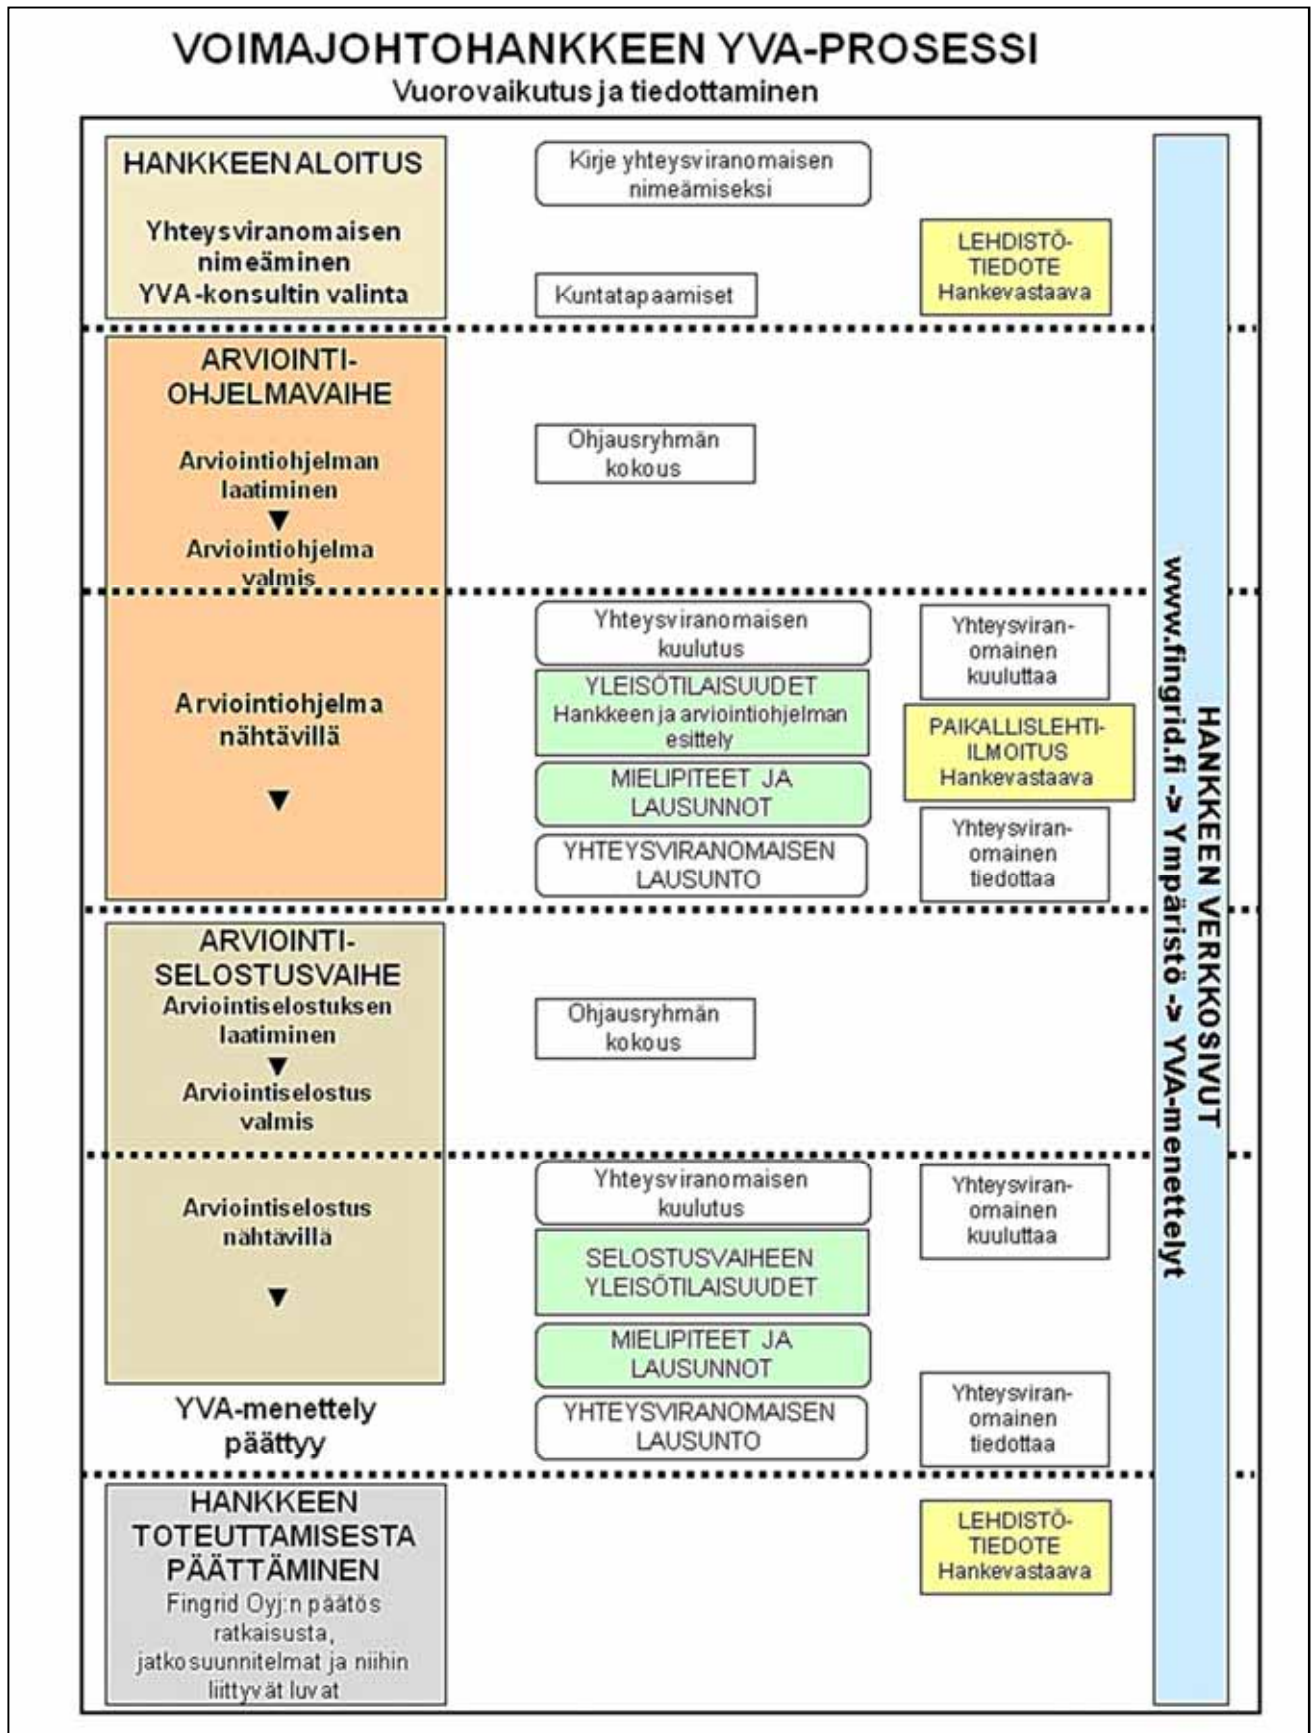 VOIMAJOHTOHANKKEEN YVA-PROSESSI
Vuorovaikutus ja tiedottaminen
HANKKEEN ALOITUS
Yhteysviranomaisen
nimeäminen
YVA-konsultin valinta
Kirje yhteysviranomaisen
nimeämiseksi
Kuntatapaamiset
LEHDISTÖ-
TIEDOTE
Hankevastaava
ARVIOINTI-
OHJELMAVAIHE
Arviointiohjelman
laatiminen
▼
Arviointiohjelma
valmis
Ohjausryhmän
kokous
Arviointiohjelma
nähtävillä
▼
Yhteysviranomaisen
kuulutus
YLEISÖTILAISUUDET
Hankkeen ja arviointiohjelman
esittely
MIELIPITEET JA
LAUSUNNOT
YHTEYSVIRANOMAISEN
LAUSUNTO
Yhteysviran-
omainen
kuuluttaa
PAIKALLISLEHTI-
ILMOITUS
Hankevastaava
Yhteysviran-
omainen
tiedottaa
ARVIOINTI-
SELOSTUSVAIHE
Arviointiselostuksen
laatiminen
▼
Arviointiselostus
valmis
Ohjausryhmän
kokous
Arviointiselostus
nähtävillä
▼
YVA-menettely
päättyy
Yhteysviranomaisen
kuulutus
SELOSTUSVAIHEEN
YLEISÖTILAISUUDET
MIELIPITEET JA
LAUSUNNOT
YHTEYSVIRANOMAISEN
LAUSUNTO
Yhteysviran-
omainen
kuuluttaa
Yhteysviran-
omainen
tiedottaa
HANKKEEN
TOTEUTTAMISESTA
PÄÄTTÄMINEN
Fingrid Oyj:n päätös
ratkaisusta,
jatkosuunnitelmat ja niihin
liittyvät luvat
LEHDISTÖ-
TIEDOTE
Hankevastaava
HANKKEEN VERKKOSIVUT
www.fingrid.fi -> Ympäristö -> YVA-menettelyt